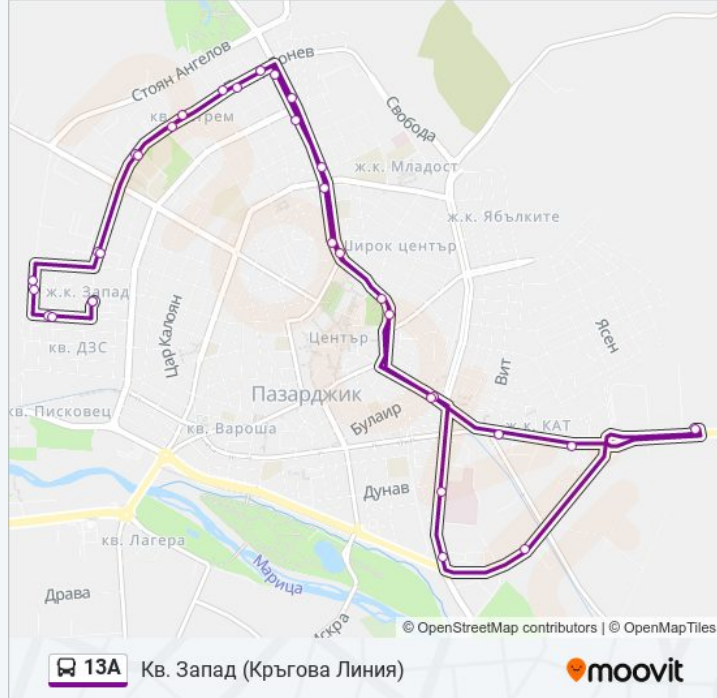 Стоян Ангелов
онев
Свобода
кв.
трем
ж.к. Младост
ж.к. Ябълките
Широк център
ж.к. Запад
Цар Калоян
кв. ДЗС
Център
Ясен
Вит
Пазарджик
кв. Писковец
Булаир
ж.к. КАТ
кв. Вароша
Дунав
кв. Лагера
Марица
Драва
Искра
© OpenStreetMap contributors | © OpenMapTiles
13A Кв. Запад (Кръгова Линия)
moovit